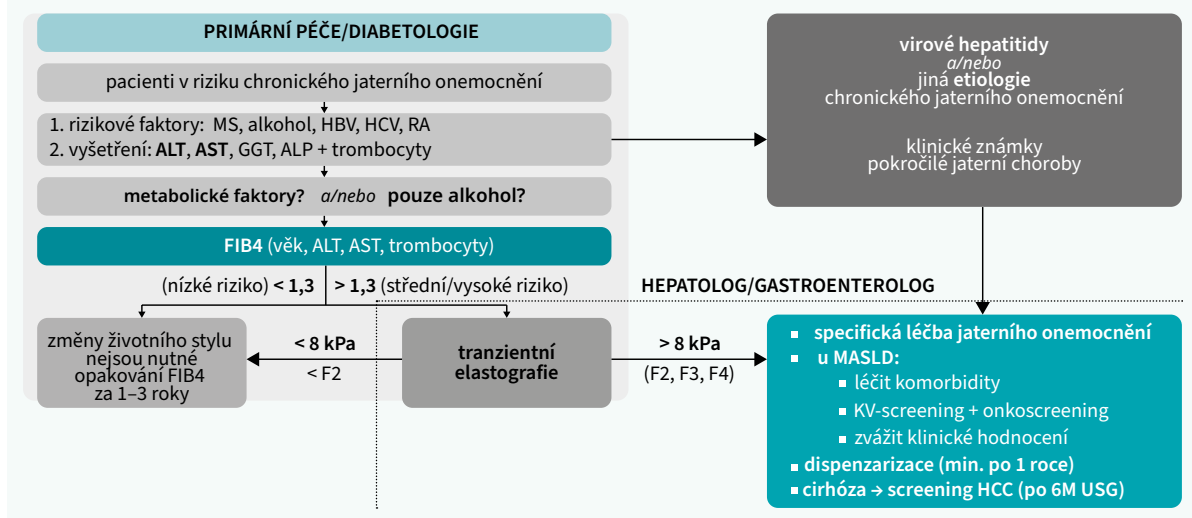 PRIMÁRNÍ PÉČE/DIABETOLOGIE
pacienti v riziku chronického jaterního onemocnění
1. rizikové faktory: MS, alkohol, HBV, HCV, RA
2. vyšetření: ALT, AST, GGT, ALP + trombocyty
metabolické faktory? a/nebo pouze alkohol?
FIB4 (věk, ALT, AST, trombocyty)
(nízké riziko) < 1,3
> 1,3 (střední/vysoké riziko)
změny životního stylu
nejsou nutné
opakování FIB4
za 1–3 roky
< 8 kPa
< F2
tranzientní
elastografie
> 8 kPa
(F2, F3, F4)
virové hepatitidy
a/nebo
jiná etiologie
chronického jaterního onemocnění
klinické známky
pokročilé jaterní choroby
HEPATOLOG/GASTROENTEROLOG
▪ specifická léčba jaterního onemocnění
▪ u MASLD:
▪ léčit komorbidity
▪ KV-screening + onkoscreening
▪ zvážit klinické hodnocení
▪ dispenzarizace (min. po 1 roce)
▪ cirhóza → screening HCC (po 6M USG)